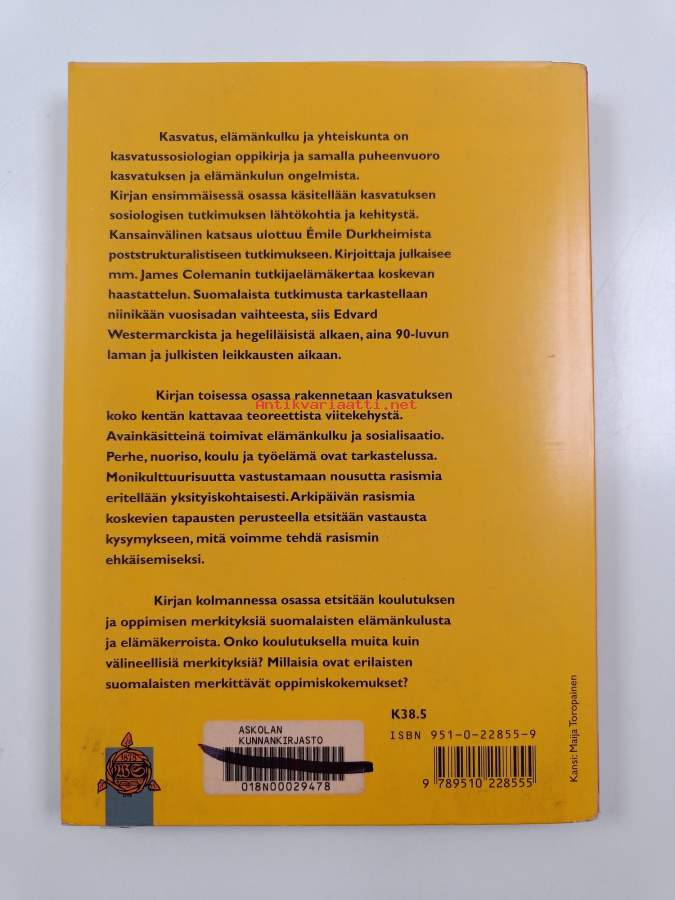 Kasvatus, elämänkulku ja yhteiskunta on
kasvatussosiologian oppikirja ja samalla puheenvuoro
kasvatuksen ja elämänkulun ongelmista.
Kirjan ensimmäisessä osassa käsitellään kasvatuksen
sosiologisen tutkimuksen lähtökohtia ja kehitystä.
Kansainvälinen katsaus ulottuu Émile Durkheimista
poststrukturalistiseen tutkimukseen. Kirjoittaja julkaisee
mm. James Colemanin tutkijaelämäkertaa koskevan
haastattelun. Suomalaista tutkimusta tarkastellaan
niinikään vuosisadan vaihteesta, siis Edvard
Westermarckista ja hegeliläisistä alkaen, aina 90-luvun
laman ja julkisten leikkausten aikaan.
Kirjan toisessa osassa rakennetaan kasvatuksen
Antikvariaatti.net
koko kentän kattavaa teoreettista viitekehystä.
Avainkäsitteinä toimivat elämänkulku ja sosialisaatio.
Perhe, nuoriso, koulu ja työelämä ovat tarkastelussa.
Monikulttuurisuutta vastustamaan nousutta rasismia
eritellään yksityiskohtaisesti. Arkipäivän rasismia
koskevien tapausten perusteella etsitään vastausta
kysymykseen, mitä voimme tehdä rasismin
ehkäisemiseksi.
Kirjan kolmannessa osassa etsitään koulutuksen
ja oppimisen merkityksiä suomalaisten elämänkulusta
ja elämäkerroista. Onko koulutuksella muita kuin
välineellisiä merkityksiä? Millaisia ovat erilaisten
suomalaisten merkittävät oppimiskokemukset?
K38.5
ISBN 951-0-22855-9
9 789510 228555
ASKOLAN
KUNNANKIRJASTO
018N00029478
Kansi: Maija Toropainen